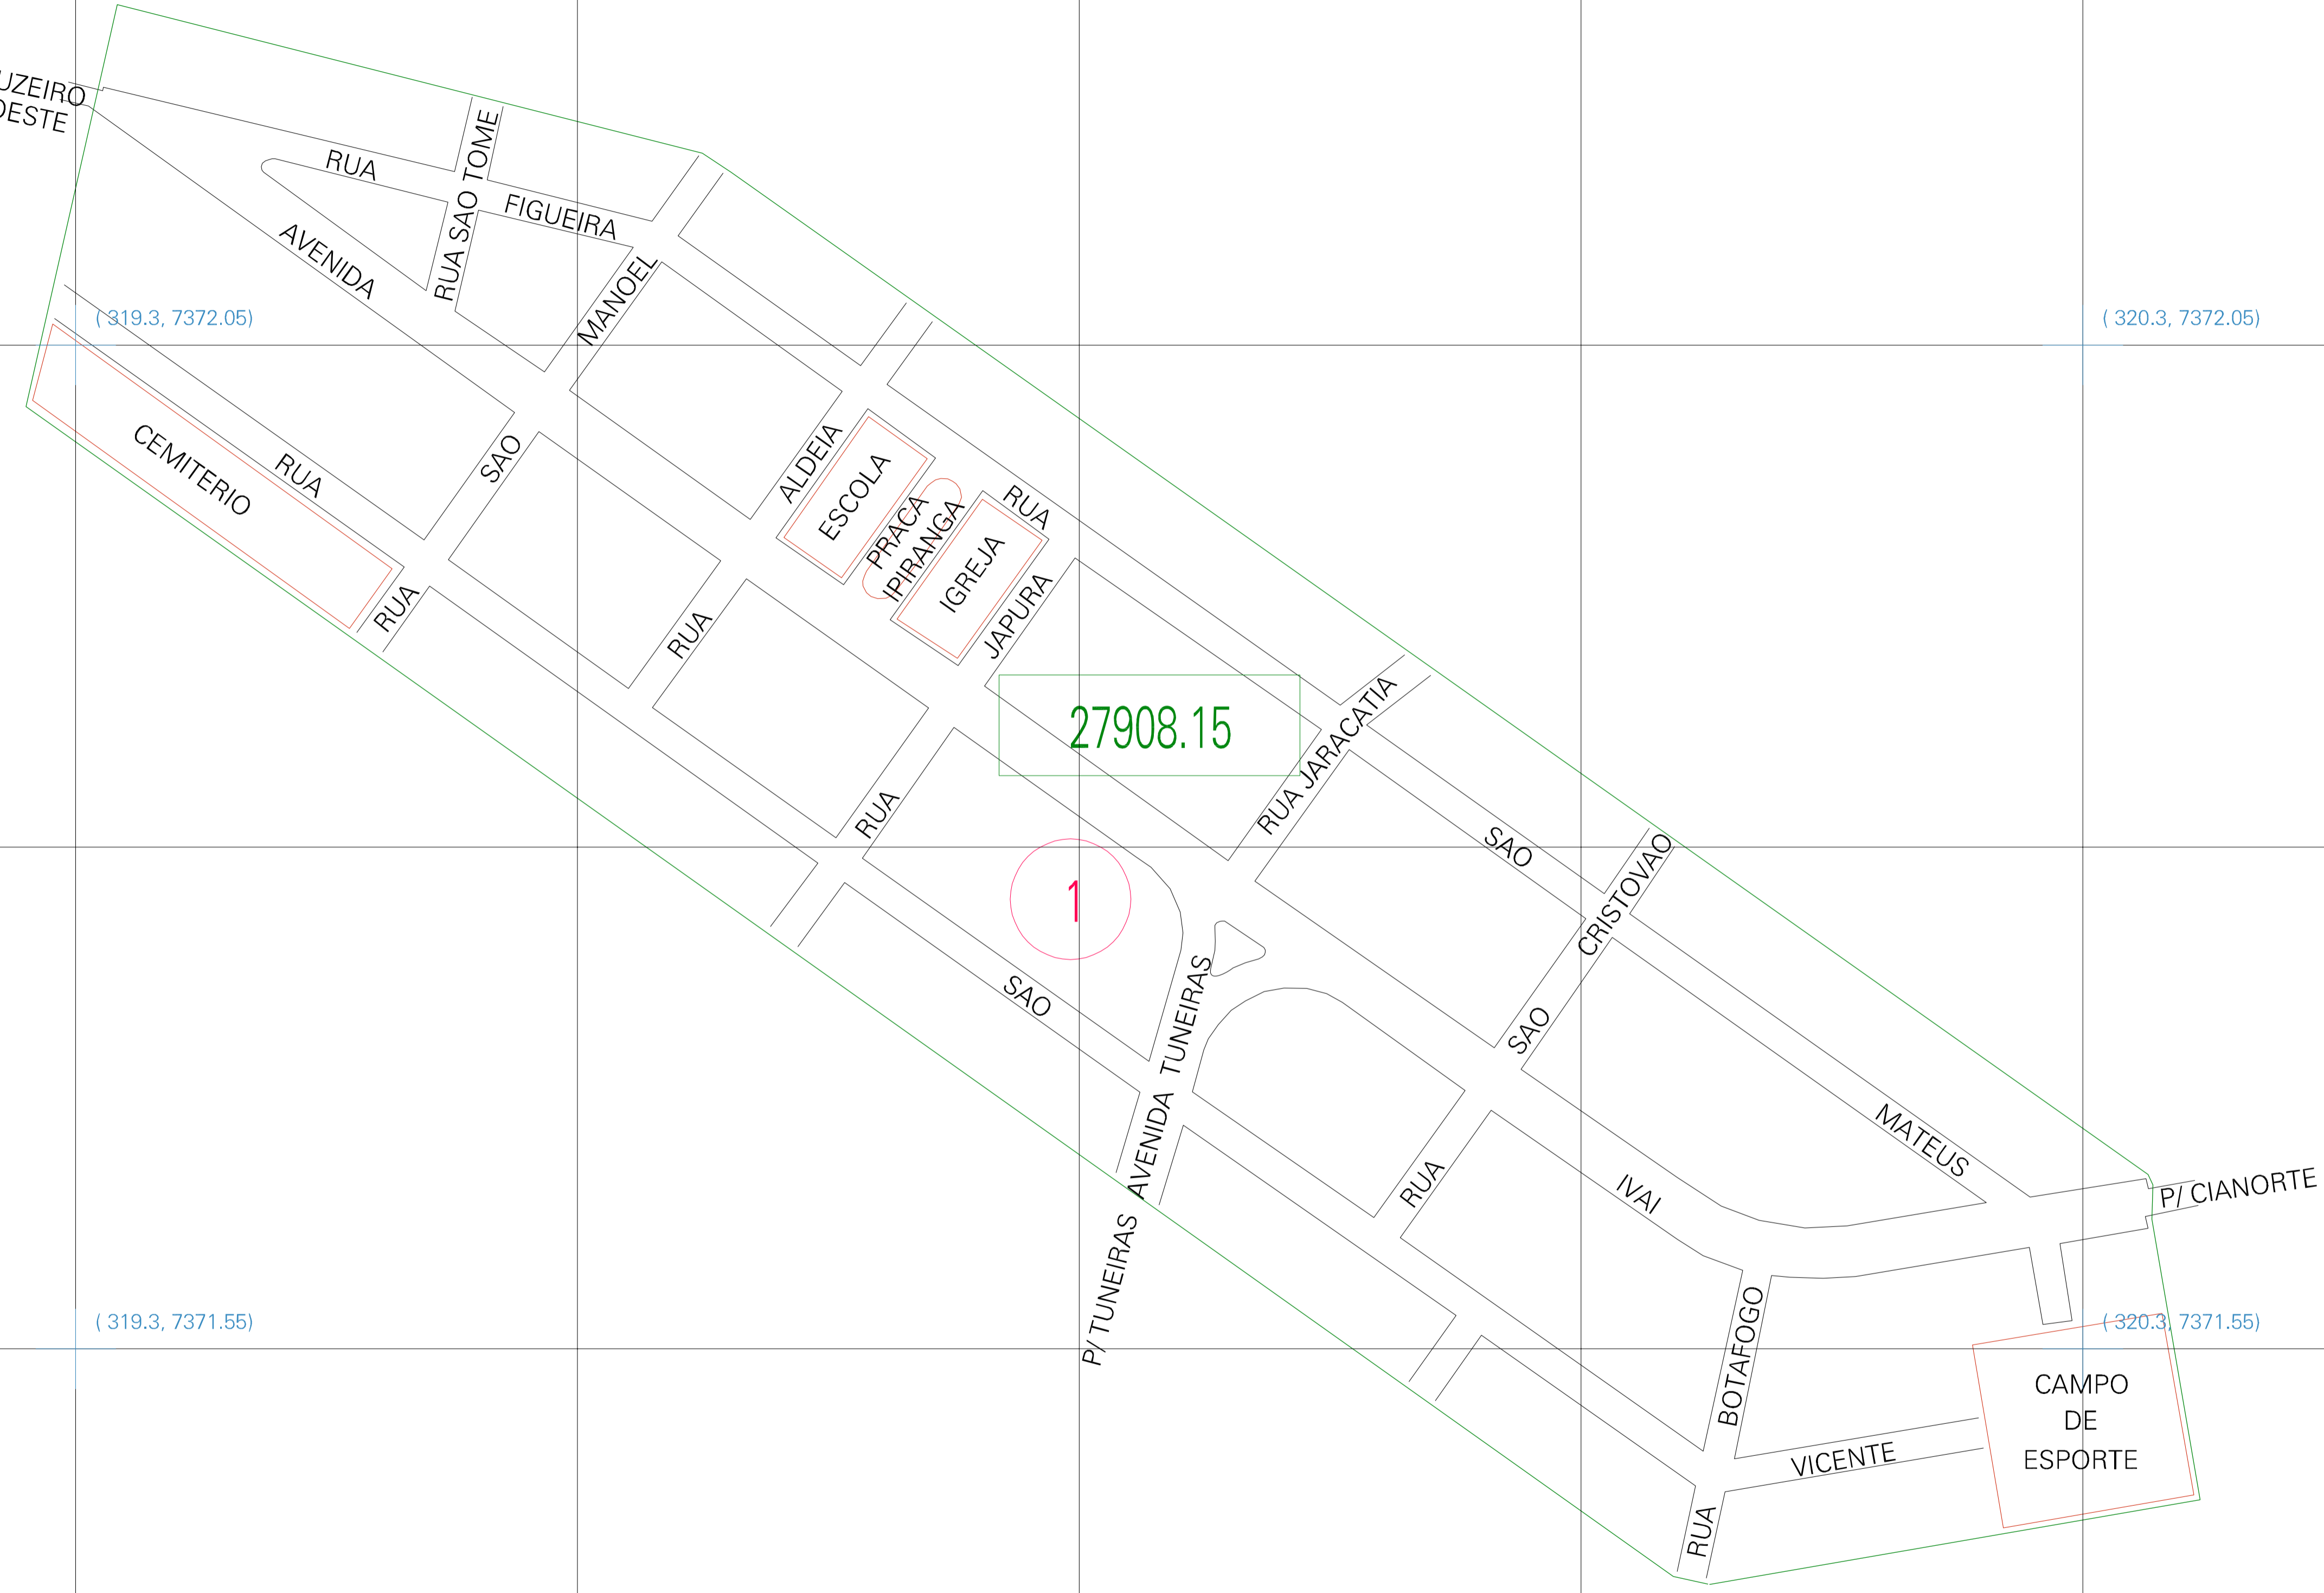 UZEIRO
OESTE
RUA
RUA SAO TOME
FIGUEIRA
AVENIDA
MANOEL
( 319.3, 7372.05)
( 320.3, 7372.05)
CEMITERIO
RUA
SAO
ALDEIA
ESCOLA
PRACA
IPIRANGA
IGREJA
RUA
JAPURA
RUA
RUA
27908.15
RUA JARACATIA
RUA
1
SAO
CRISTOVAO
SAO
SAO
AVENIDA TUNEIRAS
MATEUS
P/ CIANORTE
RUA
IVAI
P/ TUNEIRAS
BOTAFOGO
( 319.3, 7371.55)
( 320.3, 7371.55)
CAMPO
DE
ESPORTE
VICENTE
RUA